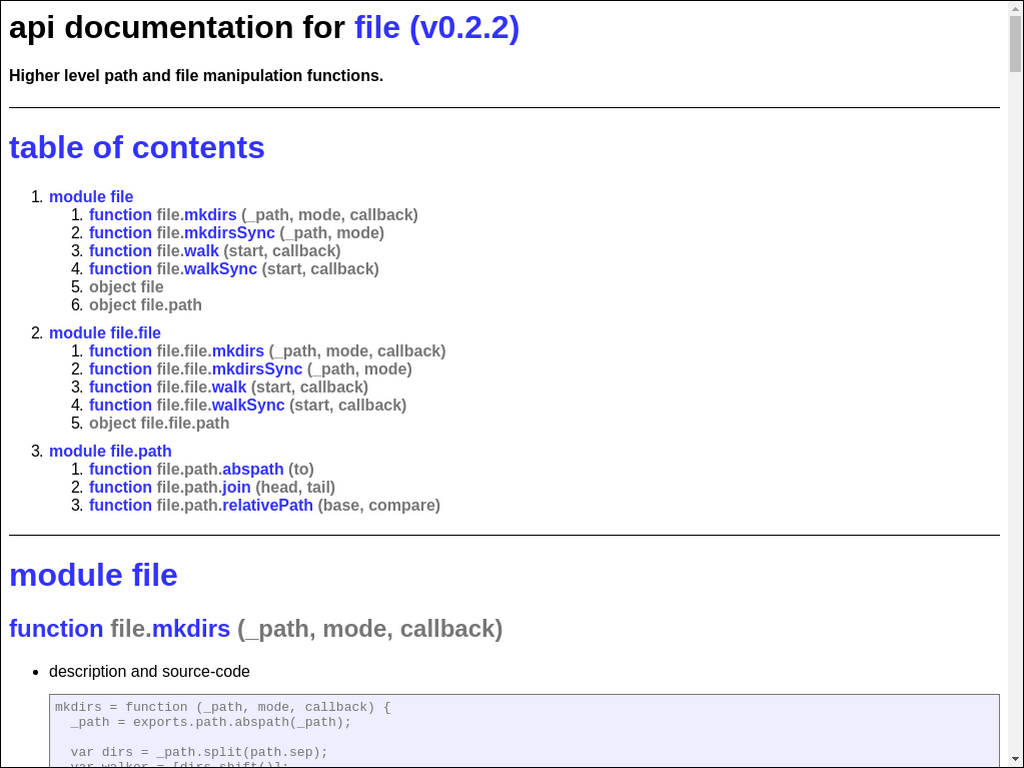 api documentation for file (v0.2.2)
Higher level path and file manipulation functions.
table of contents
1. module file
1. function file.mkdirs (_path, mode, callback)
2. function file.mkdirsSync (_path, mode)
3. function file.walk (start, callback)
4. function file.walkSync (start, callback)
5. object file
6. object file.path
2. module file.file
1. function file.file.mkdirs (_path, mode, callback)
2. function file.file.mkdirsSync (_path, mode)
3. function file.file.walk (start, callback)
4. function file.file.walkSync (start, callback)
5. object file.file.path
3. module file.path
1. function file.path.abspath (to)
2. function file.path.join (head, tail)
3. function file.path.relativePath (base, compare)
module file
function file.mkdirs (_path, mode, callback)
• description and source-code
mkdirs = function (_path, mode, callback) {
  _path = exports.path.abspath(_path);
  var dirs = _path.split(path.sep);
  var walker = [dirs.shift()];